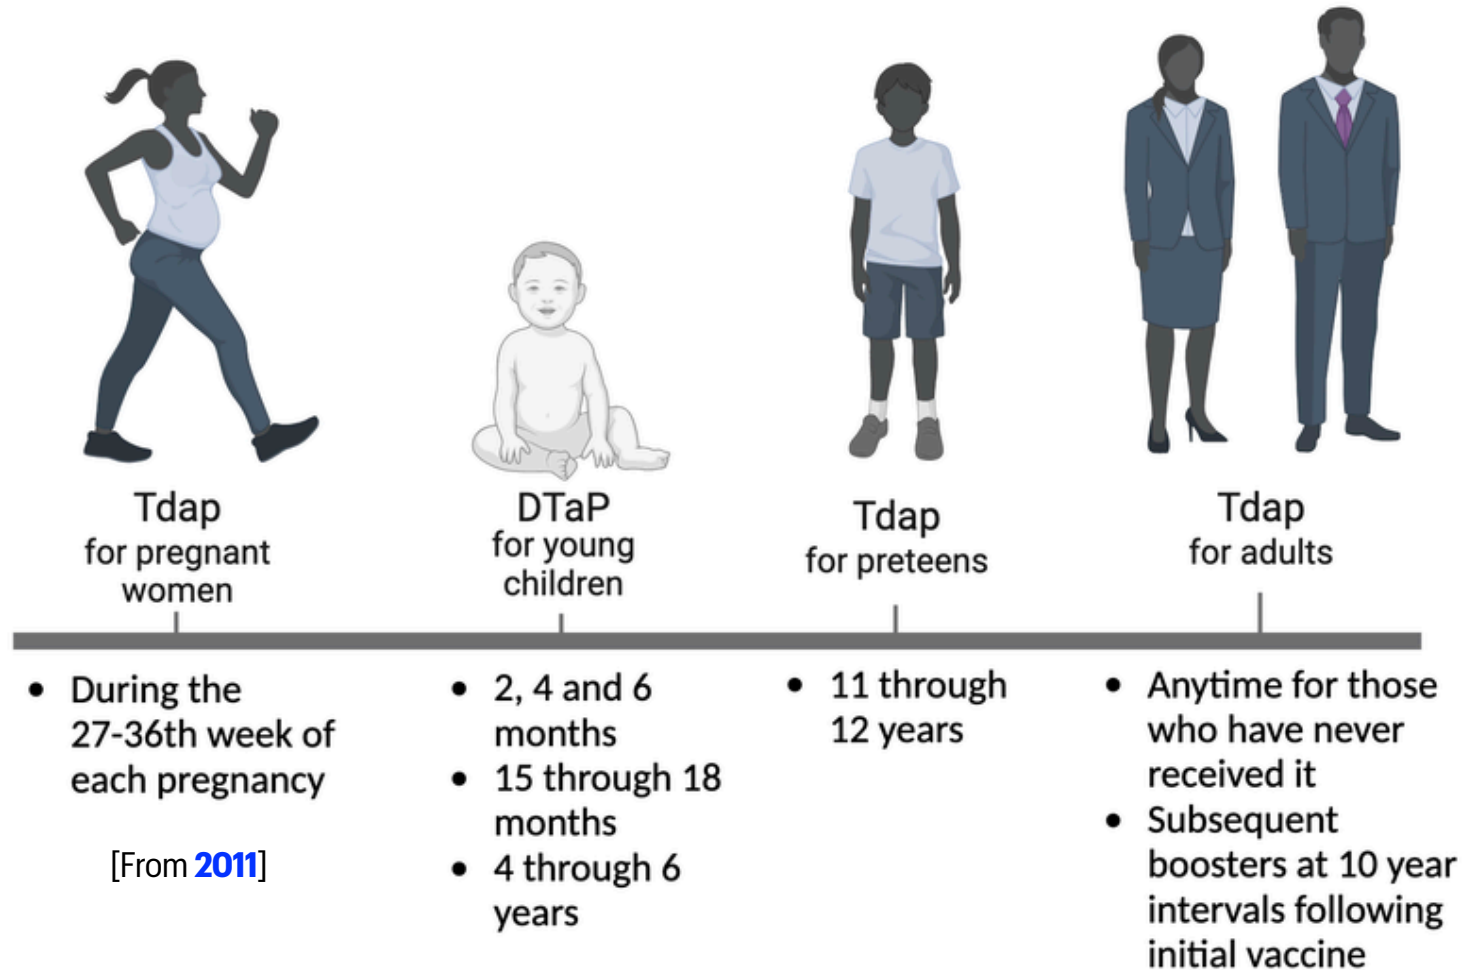 Tdap
for pregnant
women
DTaP
for young
children
Tdap
for preteens
Tdap
for adults
• During the
27-36th week of
each pregnancy
[From 2011]
• 2, 4 and 6
months
• 15 through 18
months
• 4 through 6
years
• 11 through
12 years
• Anytime for those
who have never
received it
• Subsequent
boosters at 10 year
intervals following
initial vaccine